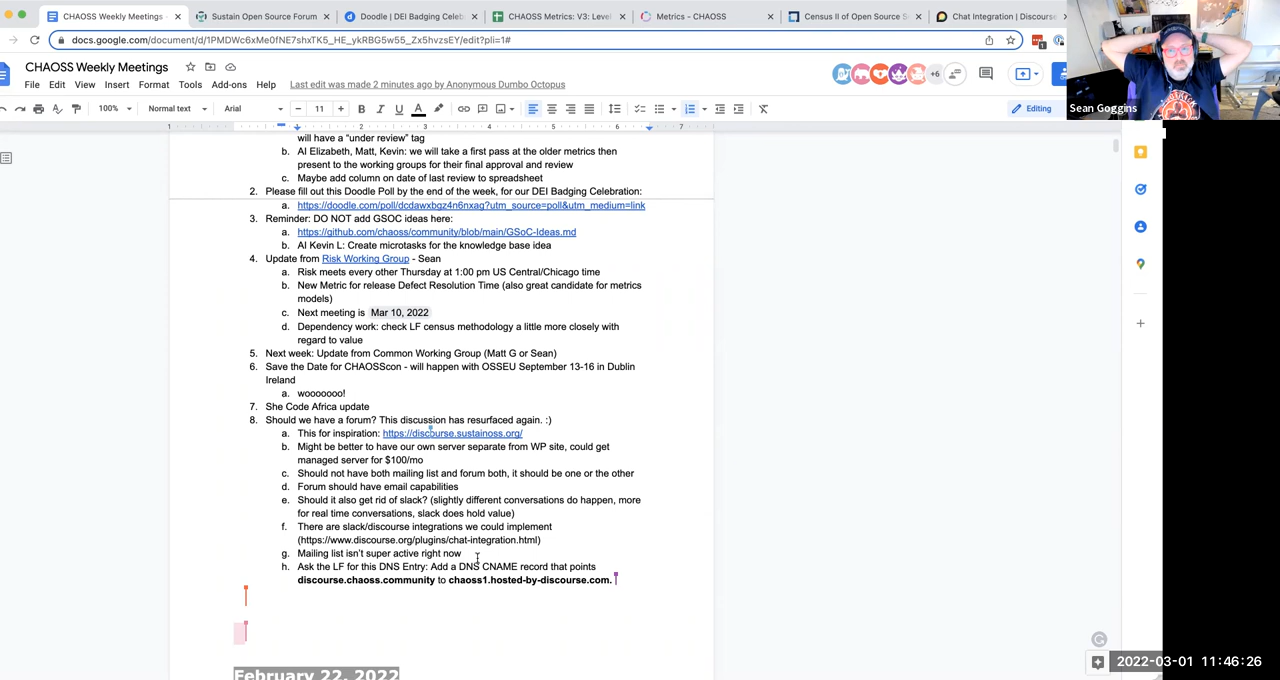 CHAOSS Weekly Meetings
Sustain Open Source Forum
Doodle | DEI Badging Celeb
CHAOSS Metrics: V3: Level
Metrics - CHAOSS
Census II of Open Source S
Chat Integration | Discourse
docs.google.com/document/d/1PMDWc6xMe0fNE7shxTK5_HE_ykRBG5w55_Zx5hvzsEY/edit?pli=1#
CHAOSS Weekly Meetings
File Edit View Insert Format Tools Add-ons Help Last edit was made 2 minutes ago by Anonymous Dumbo Octopus
+6
Sean Goggins
100% Normal text Arial 11 Editing
1 1 2 3 4 5 6 7
will have a “under review” tag
b. AI Elizabeth, Matt, Kevin: we will take a first pass at the older metrics then
present to the working groups for their final approval and review
c. Maybe add column on date of last review to spreadsheet
2. Please fill out this Doodle Poll by the end of the week, for our DEI Badging Celebration:
a. https://doodle.com/poll/dcdawxbgz4n6nxag?utm_source=poll&utm_medium=link
3. Reminder: DO NOT add GSOC ideas here:
a. https://github.com/chaoss/community/blob/main/GSoC-Ideas.md
b. AI Kevin L: Create microtasks for the knowledge base idea
4. Update from Risk Working Group - Sean
a. Risk meets every other Thursday at 1:00 pm US Central/Chicago time
b. New Metric for release Defect Resolution Time (also great candidate for metrics
models)
c. Next meeting is Mar 10, 2022
d. Dependency work: check LF census methodology a little more closely with
regard to value
5. Next week: Update from Common Working Group (Matt G or Sean)
6. Save the Date for CHAOSScon - will happen with OSSEU September 13-16 in Dublin
Ireland
a. wooooooo!
7. She Code Africa update
8. Should we have a forum? This discussion has resurfaced again. :)
a. This for inspiration: https://discourse.sustainoss.org/
b. Might be better to have our own server separate from WP site, could get
managed server for $100/mo
c. Should not have both mailing list and forum both, it should be one or the other
d. Forum should have email capabilities
e. Should it also get rid of slack? (slightly different conversations do happen, more
for real time conversations, slack does hold value)
f. There are slack/discourse integrations we could implement
(https://www.discourse.org/plugins/chat-integration.html)
g. Mailing list isn’t super active right now
h. Ask the LF for this DNS Entry: Add a DNS CNAME record that points
discourse.chaoss.community to chaoss1.hosted-by-discourse.com.
February 22, 2022
2022-03-01 11:46:26